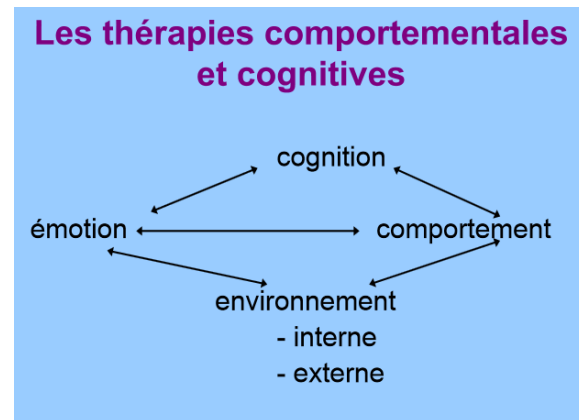 Les thérapies comportementales
et cognitives
cognition
émotion
comportement
environnement
- interne
- externe